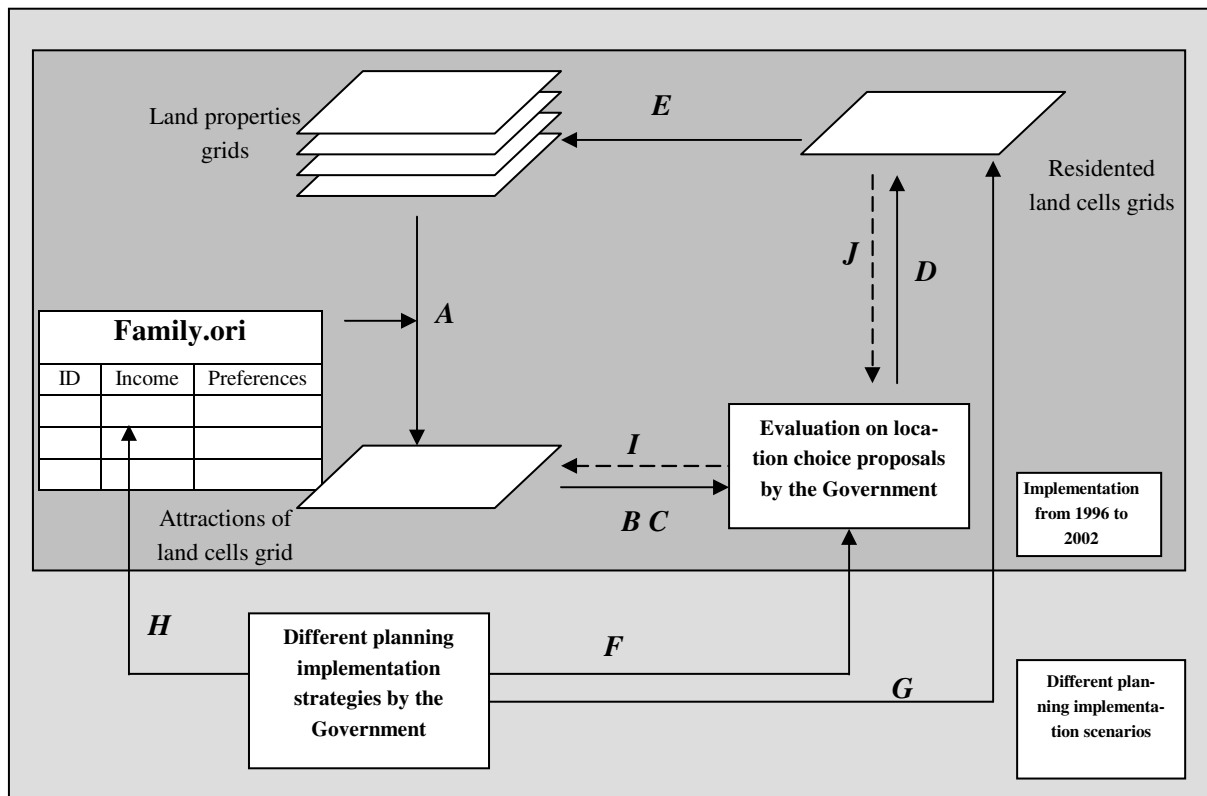 Land properties
grids
E
Residented
land cells grids
J
D
A
Family.ori
ID Income Preferences
Evaluation on loca-
tion choice proposals
by the Government
I
B C
Attractions of
land cells grid
Implementation
from 1996 to
2002
H
Different planning
implementation
strategies by the
Government
F
G
Different plan-
ning implementa-
tion scenarios